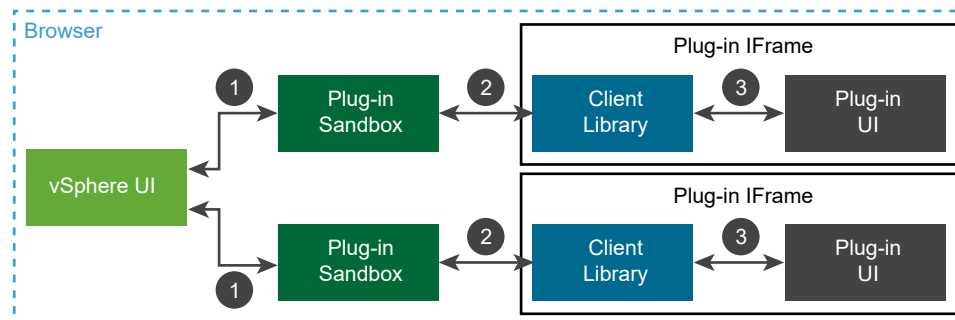 Browser
Plug-in IFrame
1
2
3
Plug-in
Sandbox
Client
Library
Plug-in
UI
vSphere UI
Plug-in IFrame
2
3
Plug-in
Sandbox
Client
Library
Plug-in
UI
1